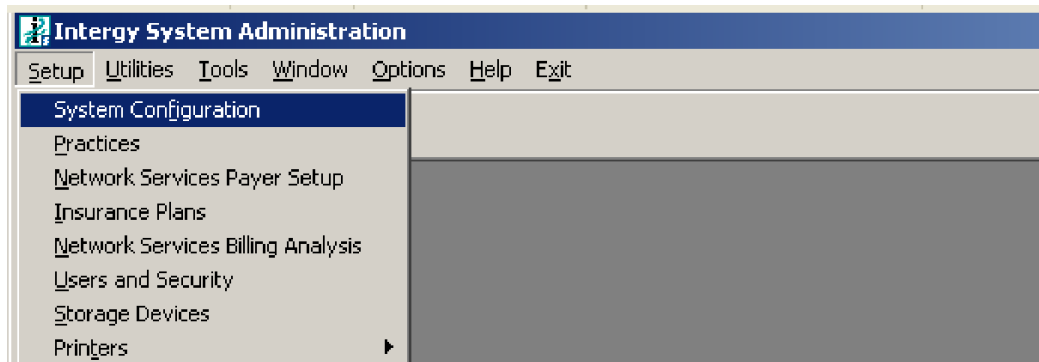 Intergy System Administration
Setup Utilities Tools Window Options Help Exit
System Configuration
Practices
Network Services Payer Setup
Insurance Plans
Network Services Billing Analysis
Users and Security
Storage Devices
Printers